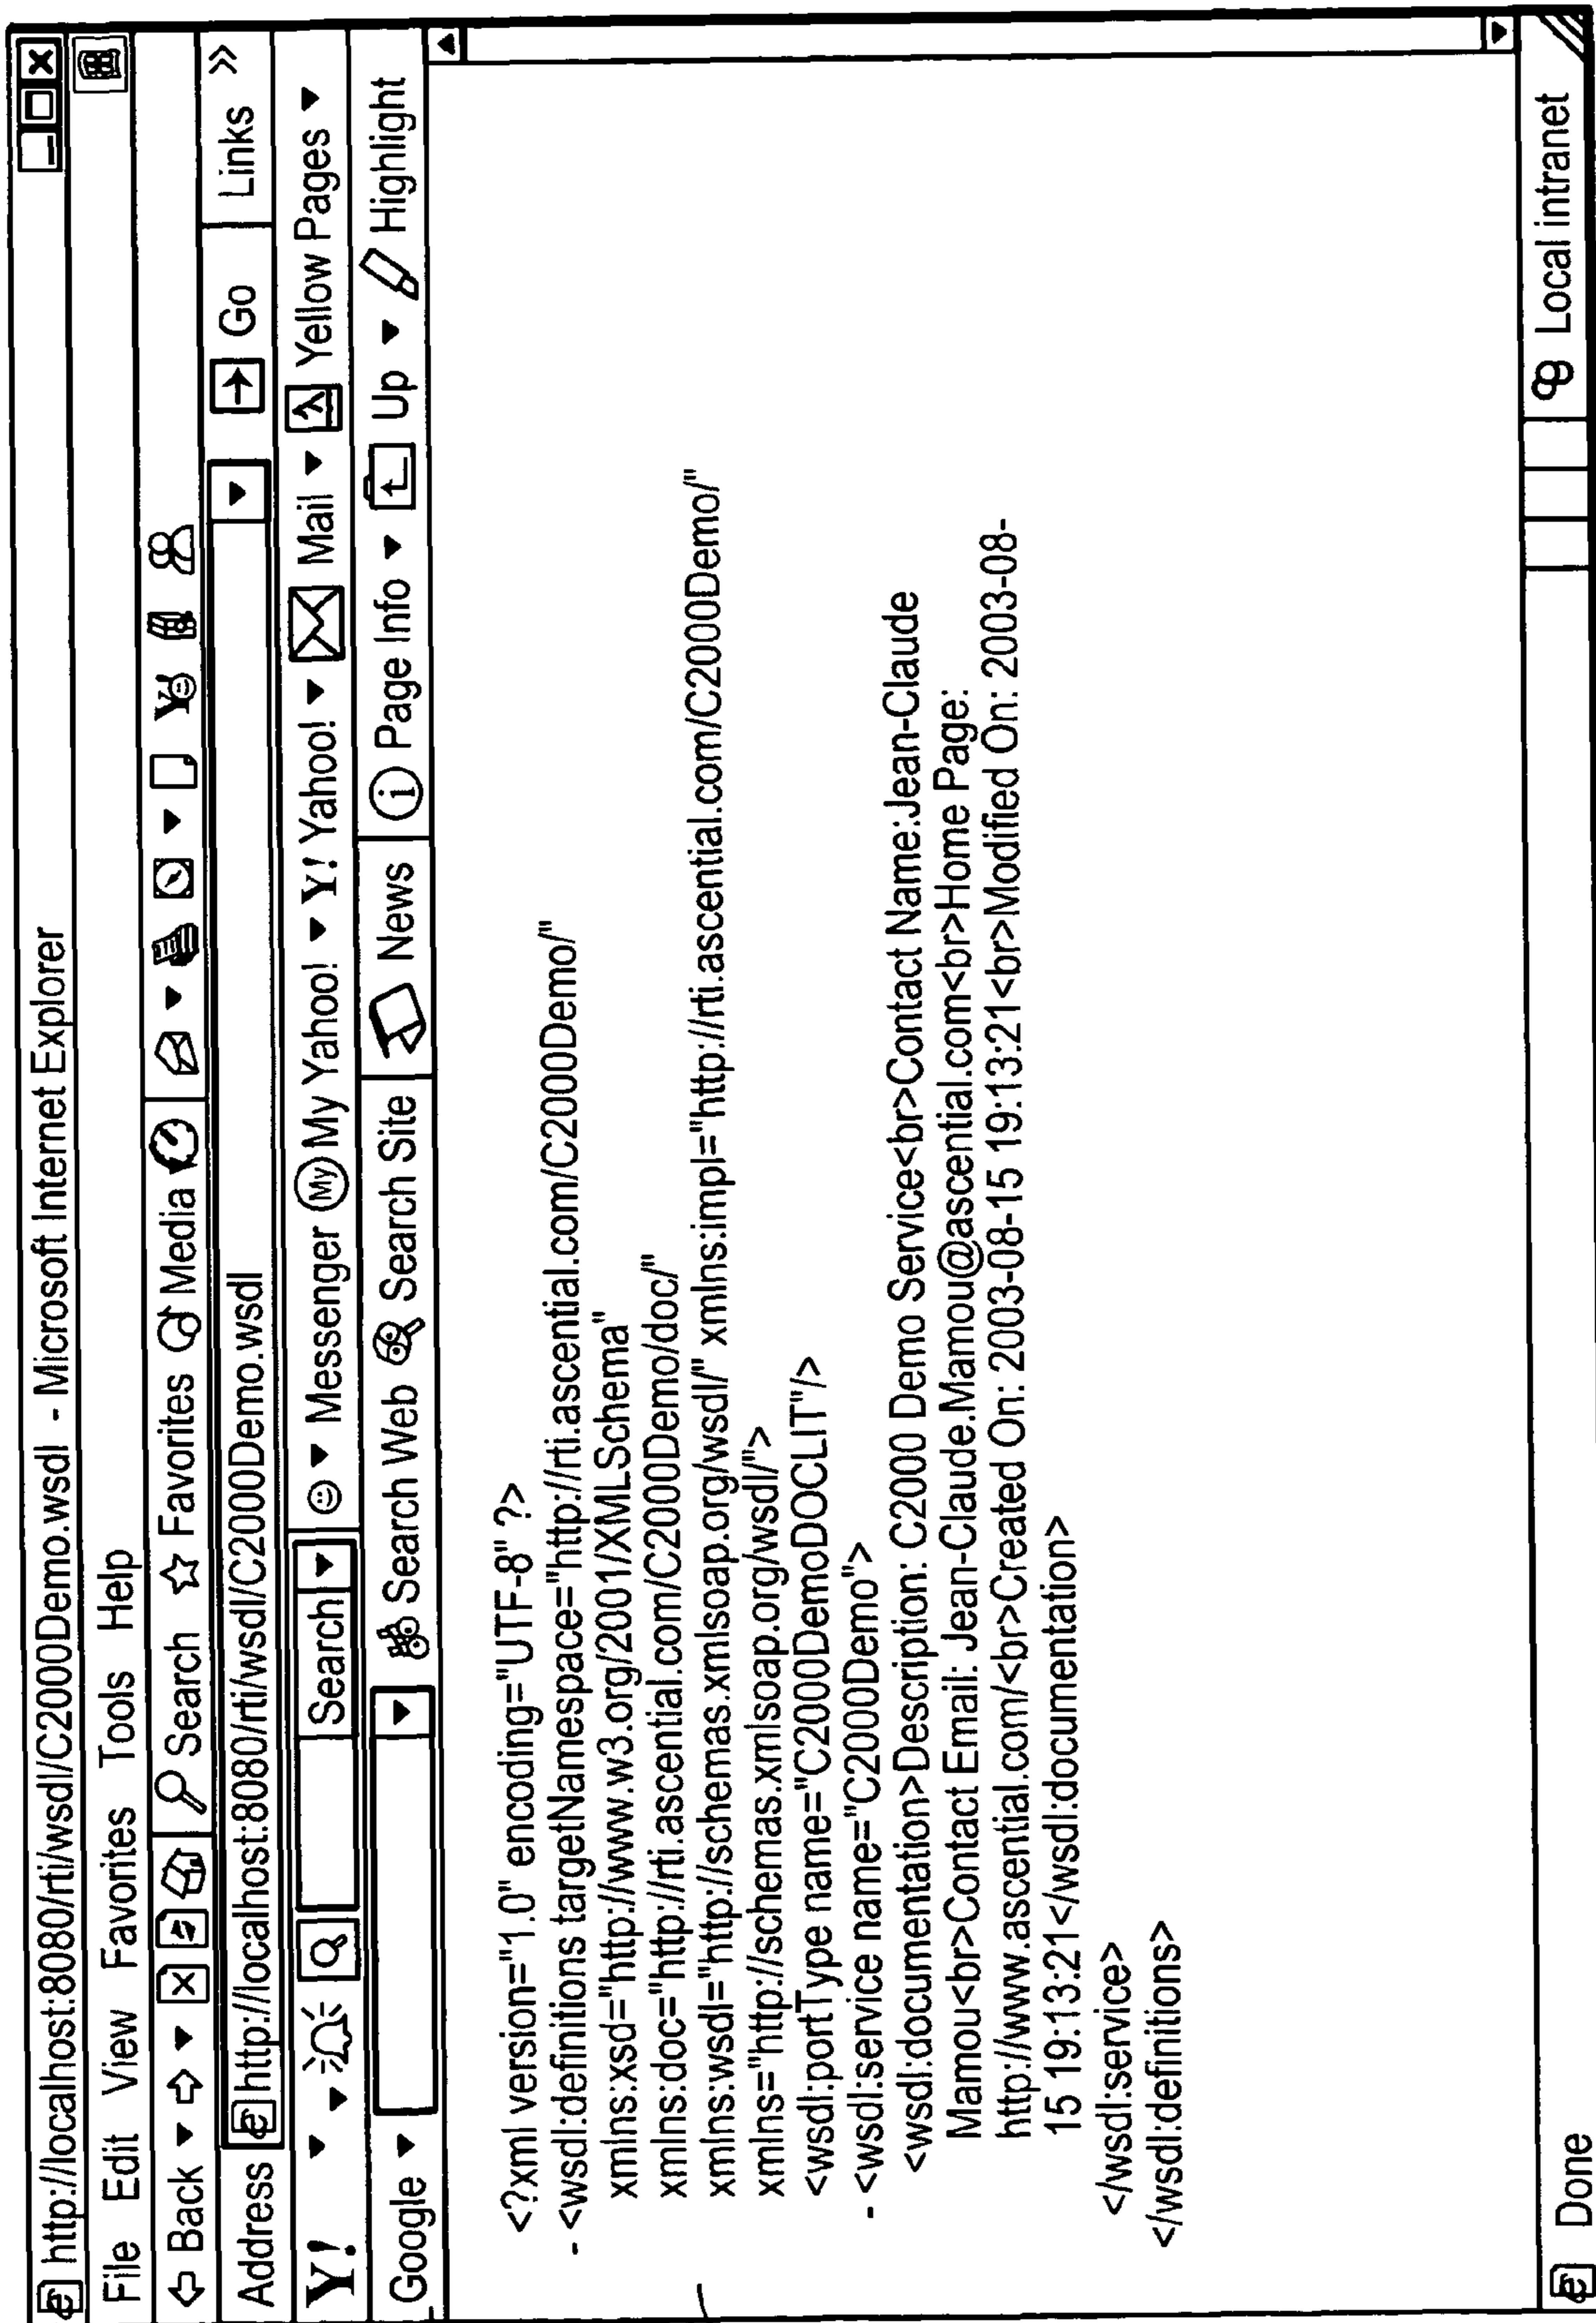 http://localhost:8080/rti/wsdl/C2000Demo.wsdl - Microsoft Internet Explorer
File Edit View Favorites Tools Help
Back Search Favorites Media
Address http://localhost:8080/rti/wsdl/C2000Demo.wsdl Go Links »
Y! Search Messenger My My Yahoo! Y! Yahoo! Mail Yellow Pages
Google Search Web Search Site News Page Info Up Highlight
<?xml version="1.0" encoding="UTF-8" ?>
- <wsdl:definitions targetNamespace="http://rti.ascential.com/C2000Demo/"
xmlns:xsd="http://www.w3.org/2001/XMLSchema"
xmlns:doc="http://rti.ascential.com/C2000Demo/doc/"
xmlns:wsdl="http://schemas.xmlsoap.org/wsdl/" xmlns:impl="http://rti.ascential.com/C2000Demo/"
xmlns="http://schemas.xmlsoap.org/wsdl/">
<wsdl:portType name="C2000DemoDOCLIT"/>
- <wsdl:service name="C2000Demo">
<wsdl:documentation>Description: C2000 Demo Service<br>Contact Name:Jean-Claude
Mamou<br>Contact Email: Jean-Claude.Mamou@ascential.com<br>Home Page:
http://www.ascential.com/<br>Created On: 2003-08-15 19:13:21<br>Modified On: 2003-08-
15 19:13:21</wsdl:documentation>
</wsdl:service>
</wsdl:definitions>
Done Local intranet